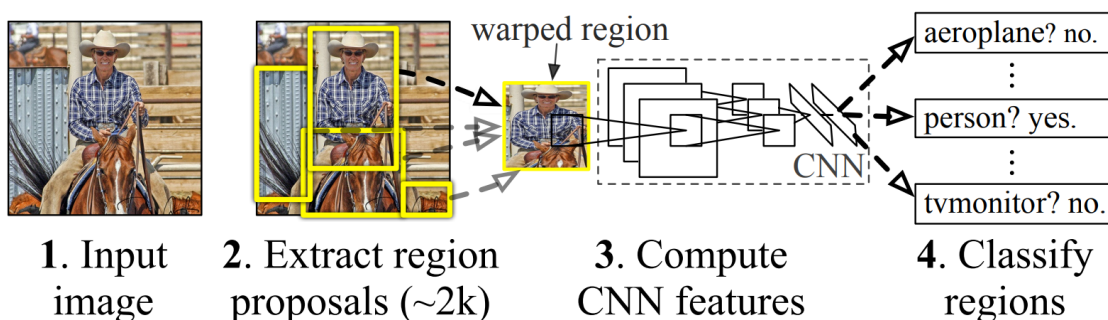 warped region
aeroplane? no.
person? yes.
CNN
tvmonitor? no.
1. Input
image
2. Extract region
proposals (~2k)
3. Compute
CNN features
4. Classify
regions